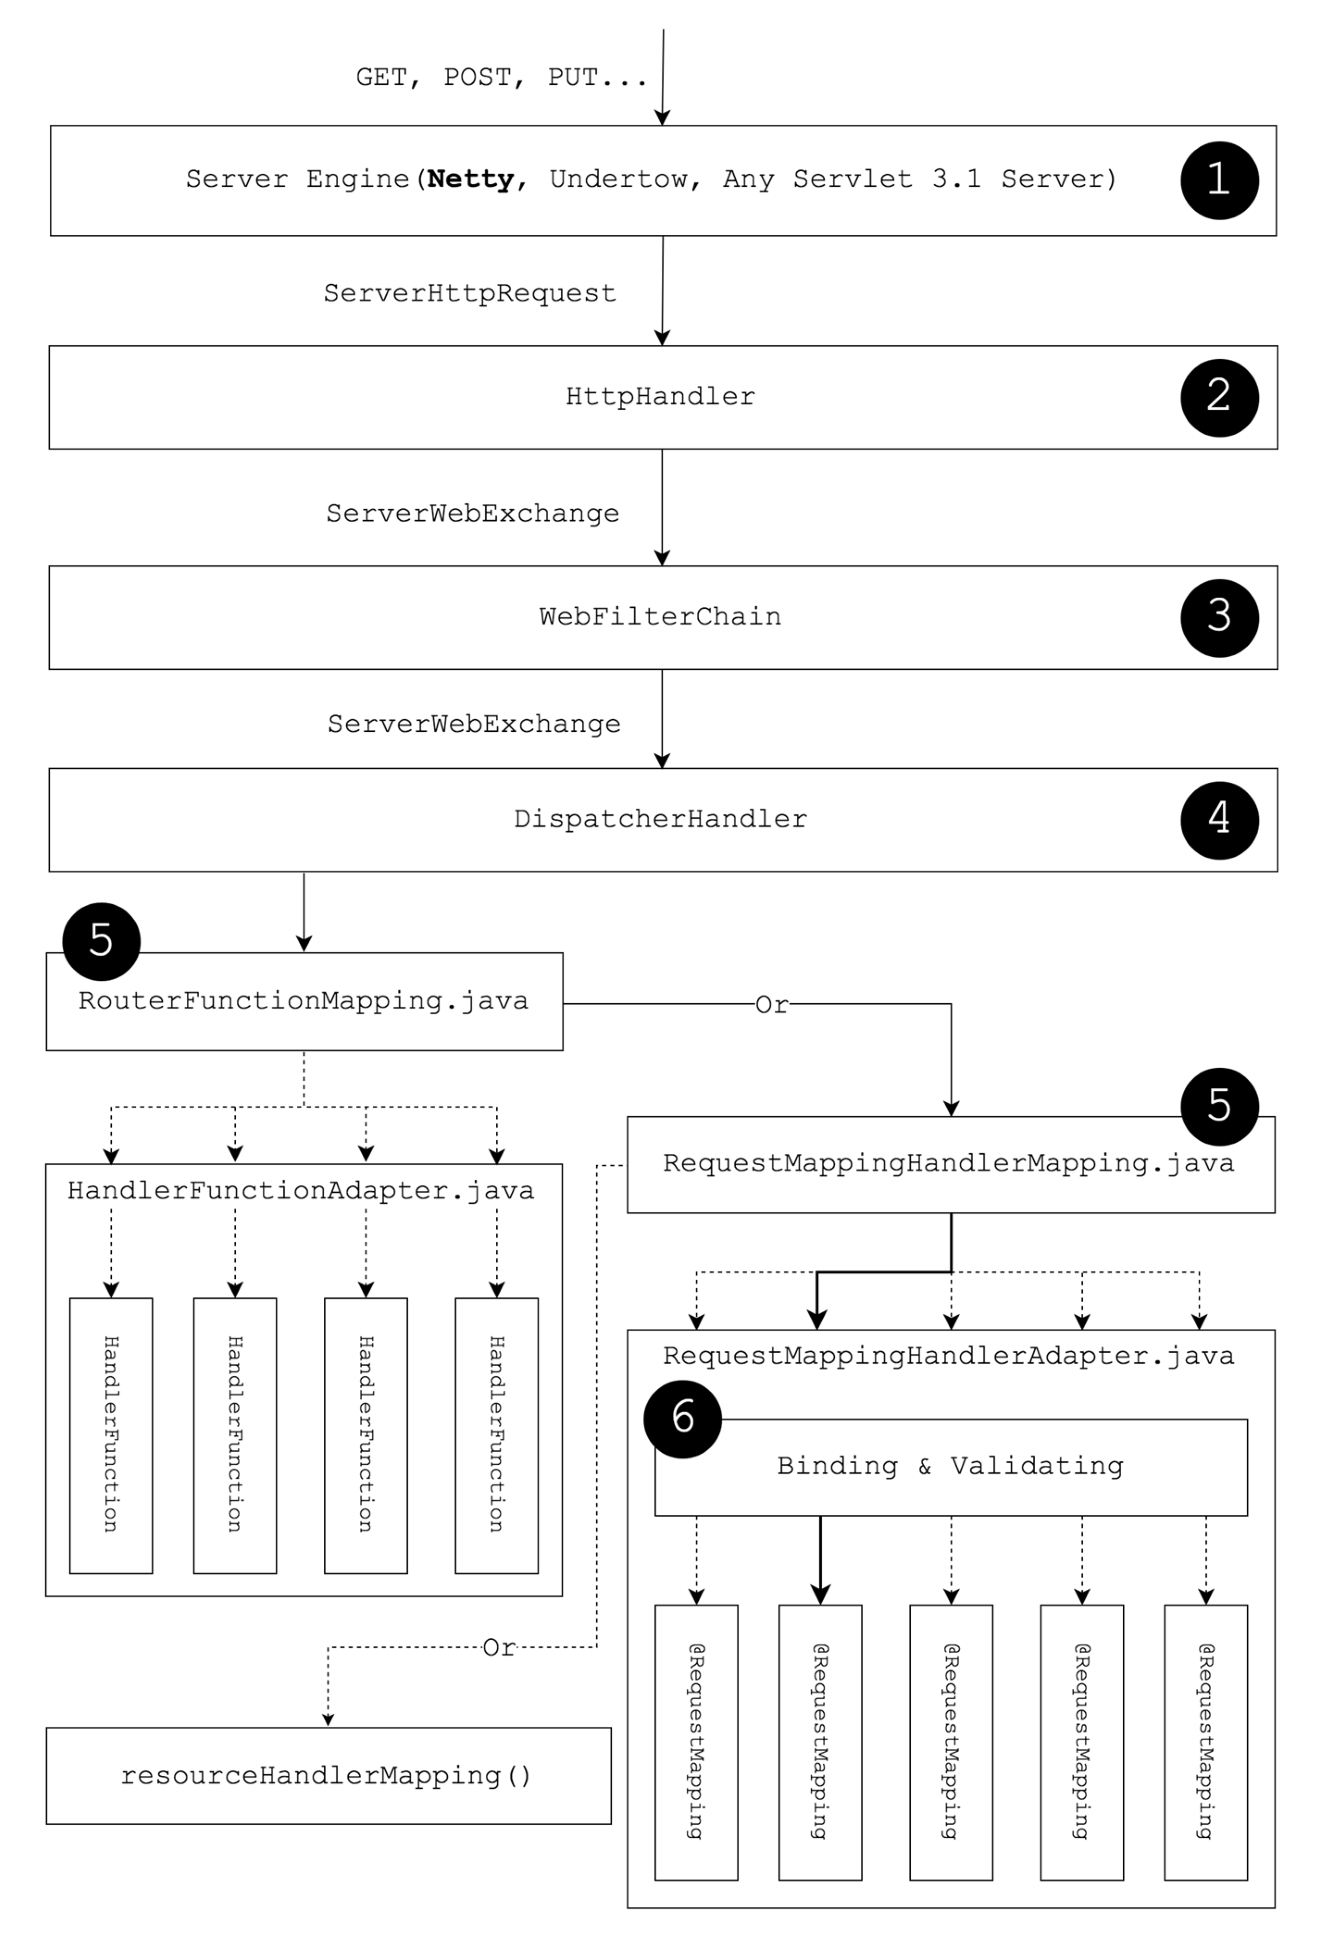 GET, POST, PUT...
Server Engine(Netty, Undertow, Any Servlet 3.1 Server)
1
ServerHttpRequest
HttpHandler
2
ServerWebExchange
WebFilterChain
3
ServerWebExchange
DispatcherHandler
4
5
RouterFunctionMapping.java
Or
5
RequestMappingHandlerMapping.java
HandlerFunctionAdapter.java
HandlerFunction
HandlerFunction
HandlerFunction
HandlerFunction
RequestMappingHandlerAdapter.java
6
Binding & Validating
@RequestMapping
@RequestMapping
@RequestMapping
@RequestMapping
@RequestMapping
Or
resourceHandlerMapping()